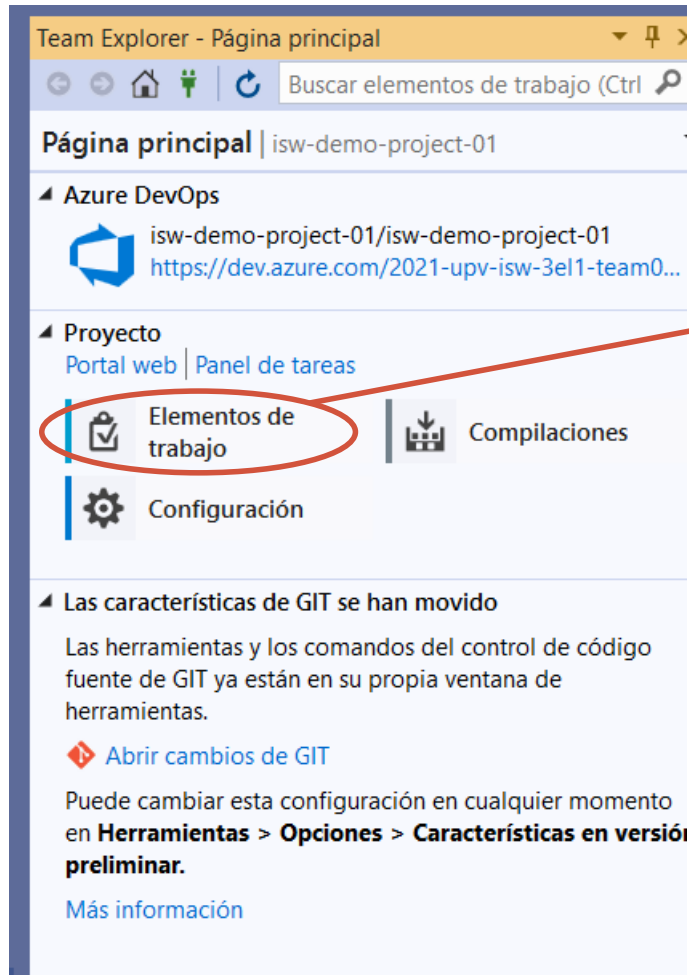 Team Explorer - Página principal
Buscar elementos de trabajo (Ctrl
Página principal | isw-demo-project-01
Azure DevOps
isw-demo-project-01/isw-demo-project-01
https://dev.azure.com/2021-upv-isw-3el1-team0...
Proyecto
Portal web | Panel de tareas
Elementos de
trabajo
Compilaciones
Configuración
Las características de GIT se han movido
Las herramientas y los comandos del control de código
fuente de GIT ya están en su propia ventana de
herramientas.
Abrir cambios de GIT
Puede cambiar esta configuración en cualquier momento
en Herramientas > Opciones > Características en versión
preliminar.
Más información